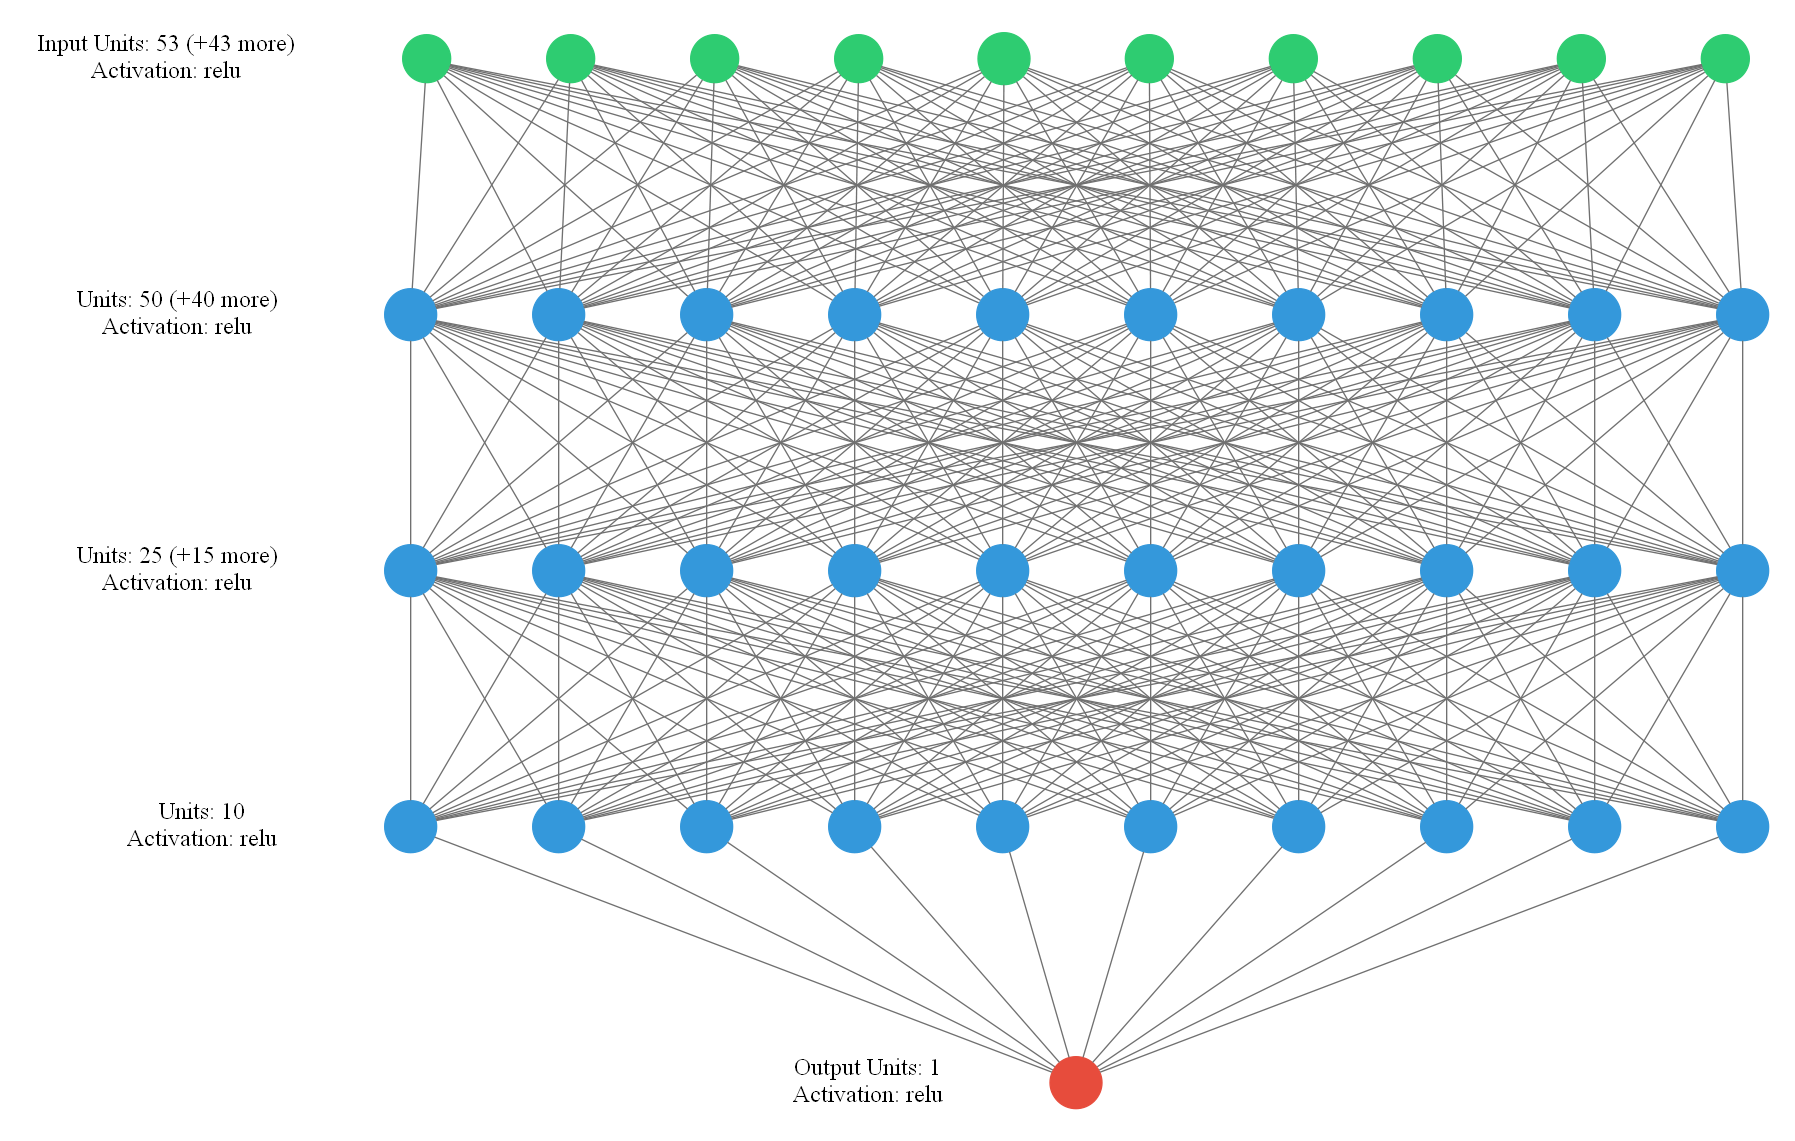 Input Units: 53 (+43 more)
Activation: relu
Units: 50 (+40 more)
Activation: relu
Units: 25 (+15 more)
Activation: relu
Units: 10
Activation: relu
Output Units: 1
Activation: relu